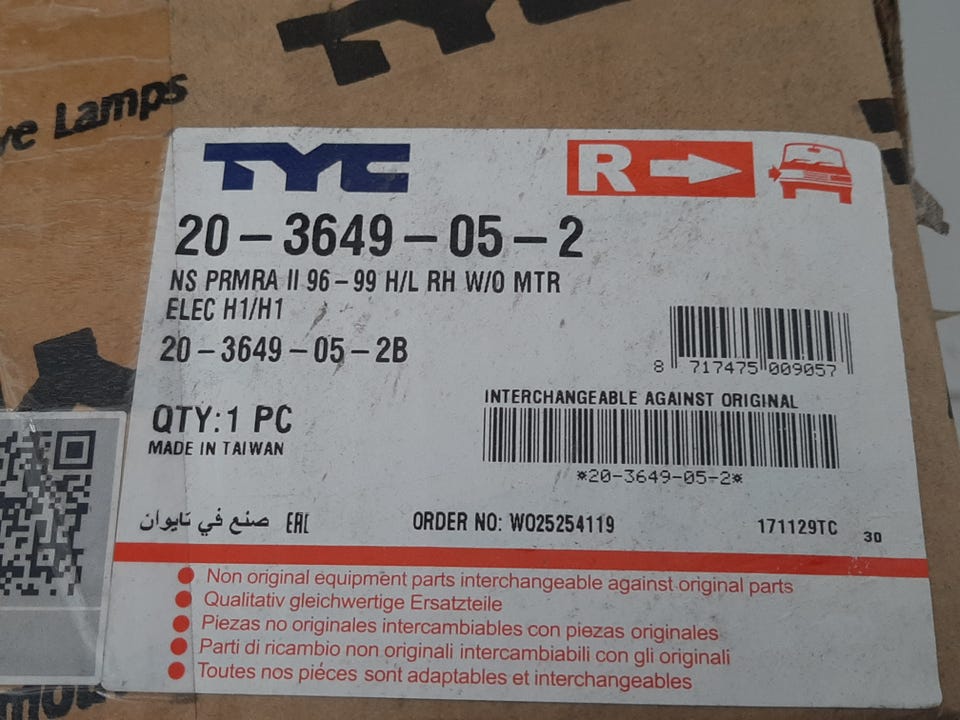 ve Lamps
TYC
TYC
R
20-3649-05-2
NS PRMRA II 96-99 H/L RH W/O MTR
ELEC H1/H1
20-3649-05-2B
8 717475 009057
INTERCHANGEABLE AGAINST ORIGINAL
*20-3649-05-2*
QTY:1 PC
MADE IN TAIWAN
صنع في تايوان EAC
ORDER NO: WO25254119
171129TC
30
Non original equipment parts interchangeable against original parts
Qualitativ gleichwertige Ersatzteile
Piezas no originales intercambiables con piezas originales
Parti di ricambio non originali intercambiabili con gli originali
Toutes nos piéces sont adaptables et interchangeables